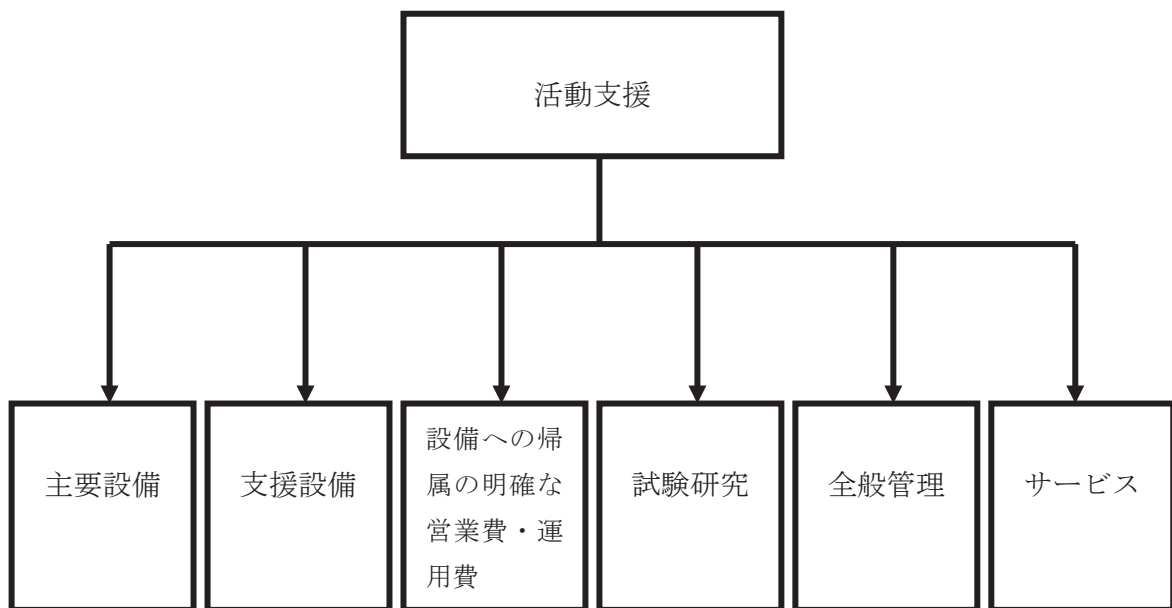 活動支援
主要設備
支援設備
設備への帰
属の明確な
営業費・運
用費
試験研究
全般管理
サービス